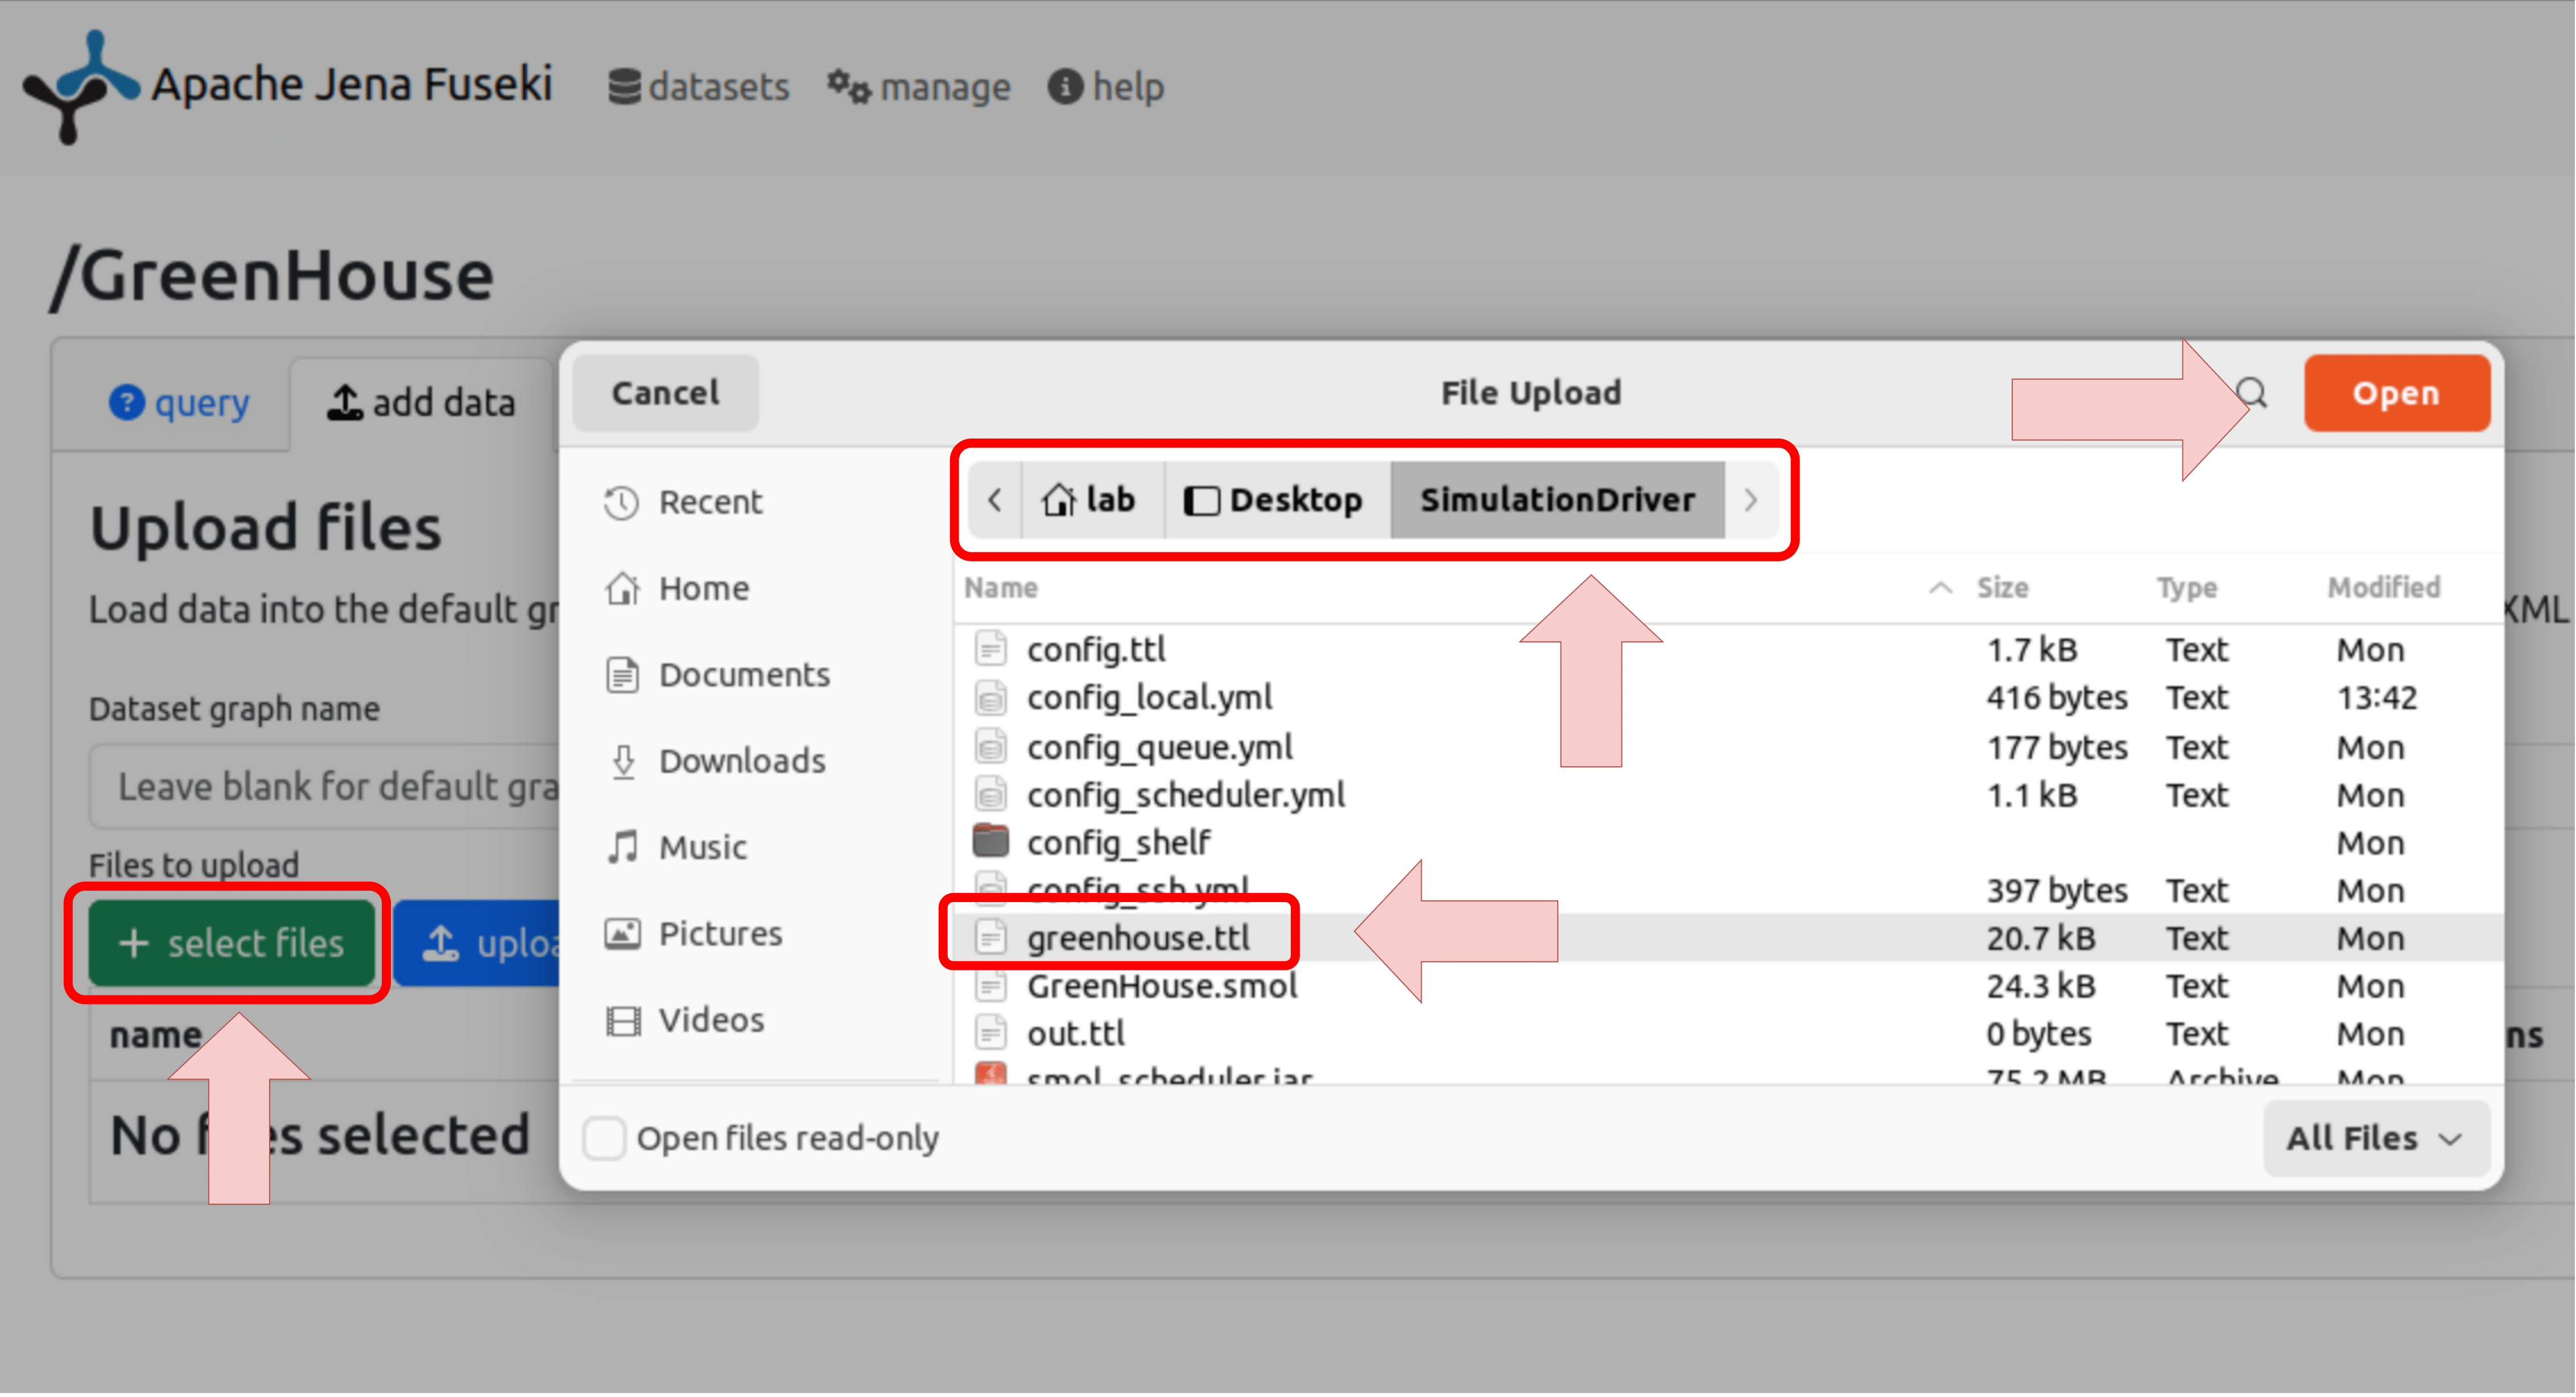 Apache Jena Fuseki datasets manage help
/GreenHouse
query add data
Upload files
Load data into the default gr
XML
Dataset graph name
Leave blank for default gra
Files to upload
select files
uploa
name
ns
No selected
Cancel File Upload Open
Recent
Home
Documents
Downloads
Music
Pictures
Videos
lab Desktop SimulationDriver
Name Size Type Modified
config.ttl 1.7 kB Text Mon
config_local.yml 416 bytes Text 13:42
config_queue.yml 177 bytes Text Mon
config_scheduler.yml 1.1 kB Text Mon
config_shelf Mon
config_ssh.yml 397 bytes Text Mon
greenhouse.ttl 20.7 kB Text Mon
GreenHouse.smol 24.3 kB Text Mon
out.ttl 0 bytes Text Mon
smol_scheduler.jar 75.2 MB Archive Mon
Open files read-only All Files